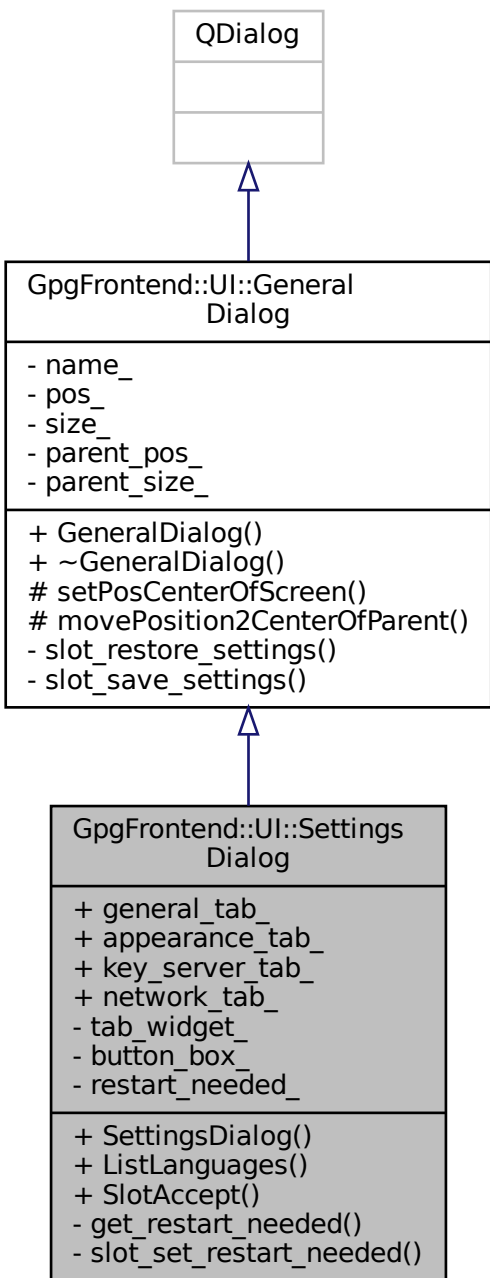 QDialog
GpgFrontend::UI::General
Dialog
- name_
- pos_
- size_
- parent_pos_
- parent_size_
+ GeneralDialog()
+ ~GeneralDialog()
# setPosCenterOfScreen()
# movePosition2CenterOfParent()
- slot_restore_settings()
- slot_save_settings()
GpgFrontend::UI::Settings
Dialog
+ general_tab_
+ appearance_tab_
+ key_server_tab_
+ network_tab_
- tab_widget_
- button_box_
- restart_needed_
+ SettingsDialog()
+ ListLanguages()
+ SlotAccept()
- get_restart_needed()
- slot_set_restart_needed()